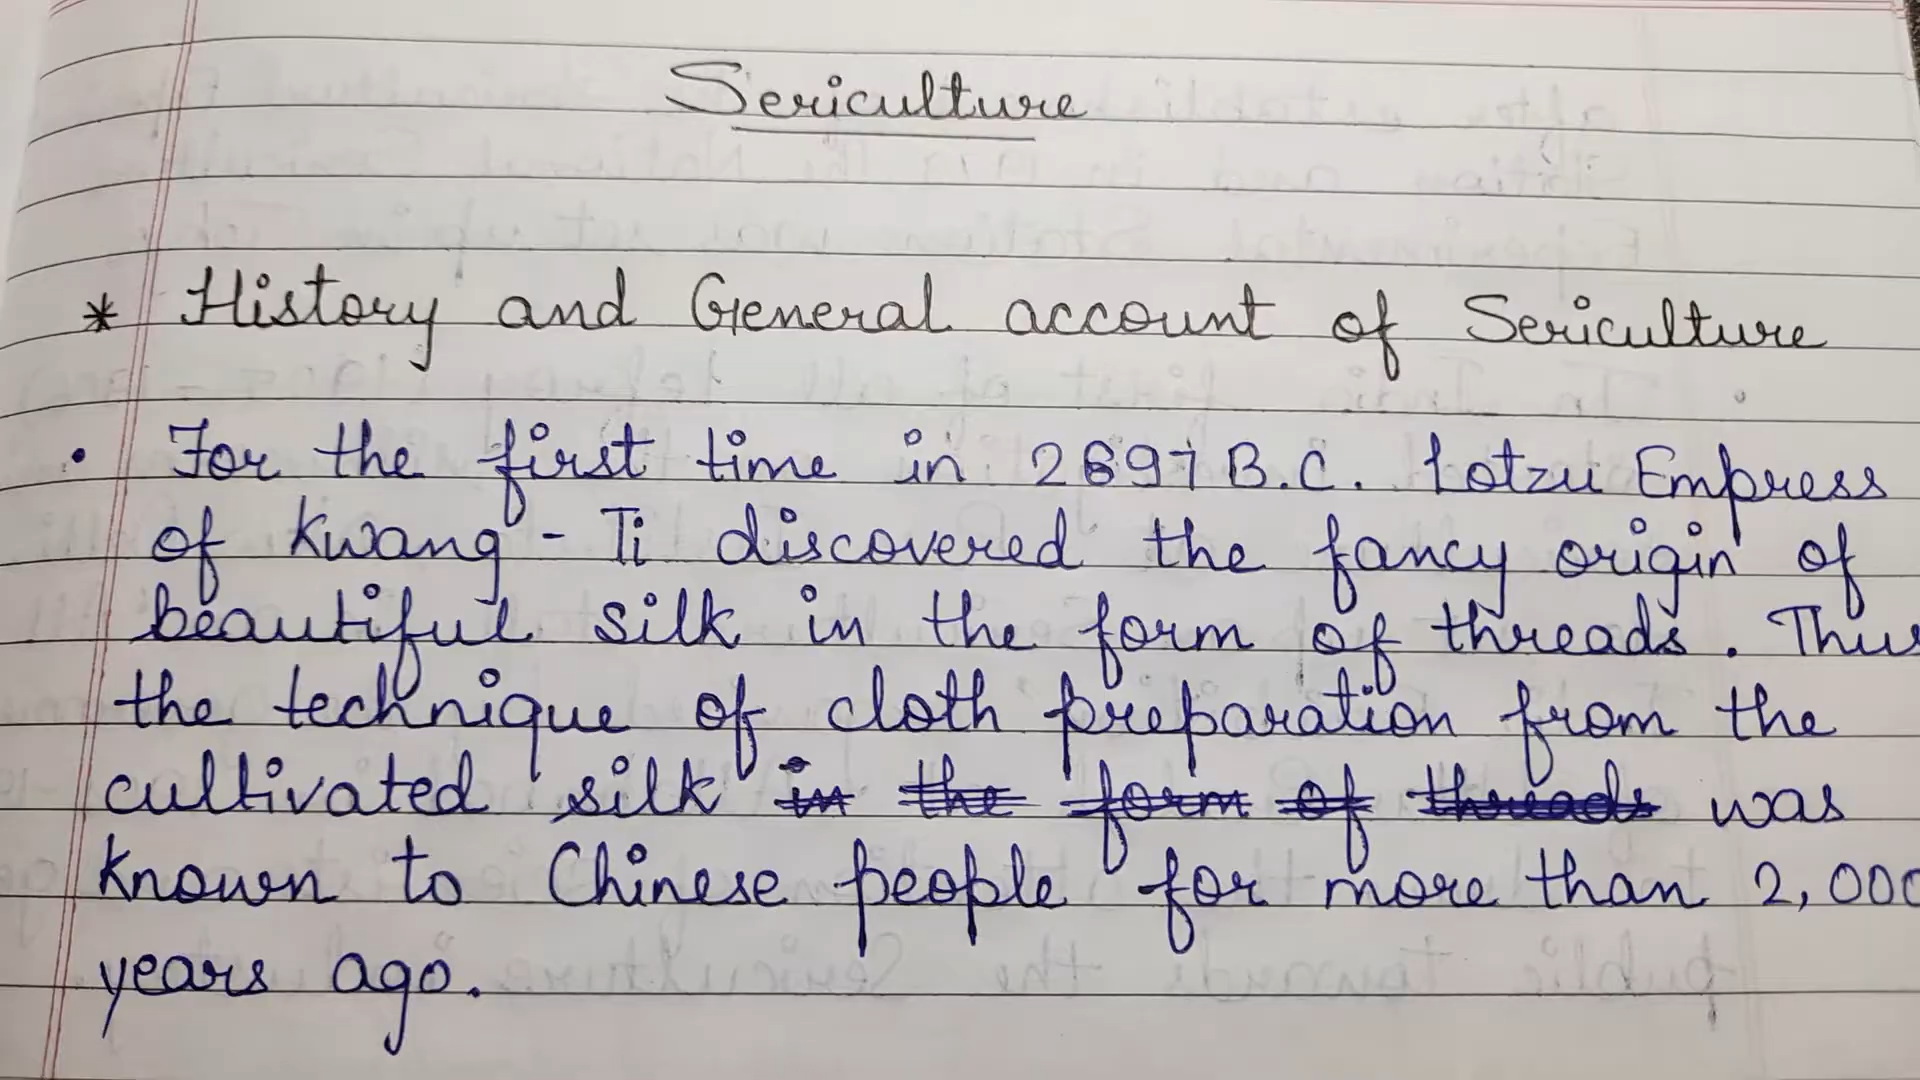 Sericulture
* History and General account of Sericulture
• For the first time in 2697 B.C. Lotzu Empress
of Kwang - Ti discovered the fancy origin of
beautiful silk in the form of threads. Thus
the technique of cloth preparation from the
cultivated silk ~~in the form of threads~~ was
known to Chinese people for more than 2,000
years ago.